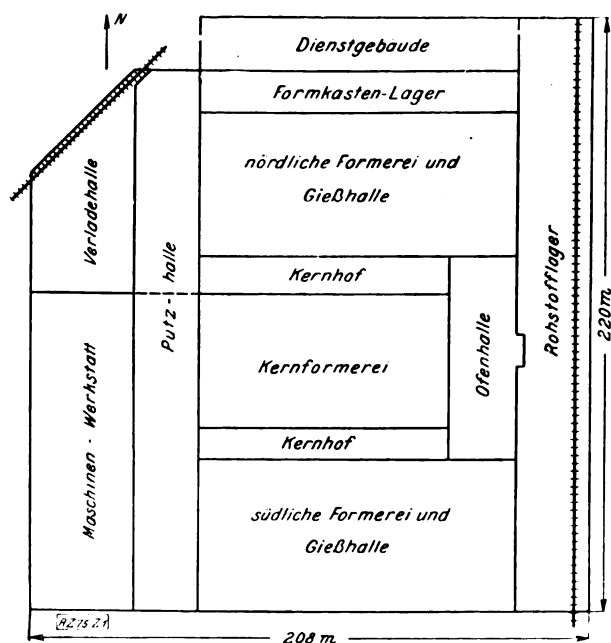 N
Dienstgebäude
Formkasten-Lager
nördliche Formerei und
Gießhalle
Verladehalle
Putz-halle
Rohstofflager
220 m.
Kernhof
Kernformerei
Ofenhalle
Maschinen-Werkstatt
Kernhof
südliche Formerei und
Gießhalle
208 m.